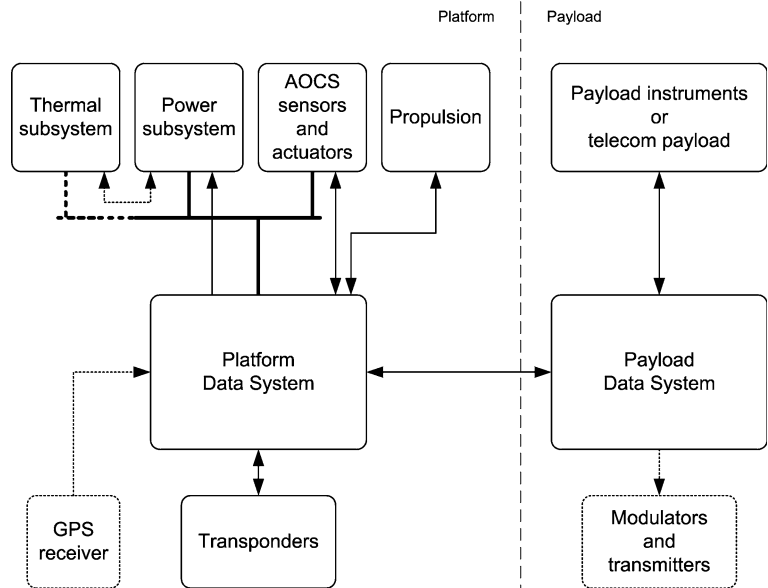 Platform
Payload
Thermal
subsystem
Power
subsystem
AOCS
sensors
and
actuators
Propulsion
Payload instruments
or
telecom payload
Platform
Data System
Payload
Data System
GPS
receiver
Transponders
Modulators
and
transmitters